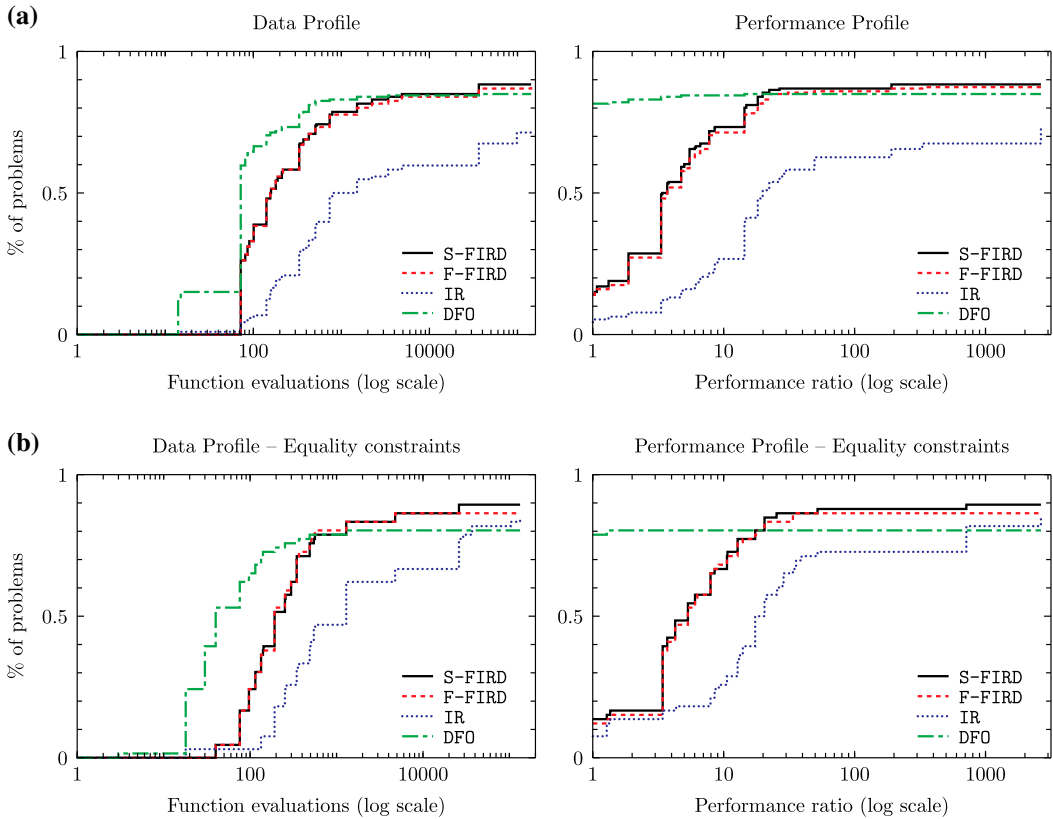 (a)
Data Profile
Performance Profile
% of problems
1
0.5
0
S-FIRD
F-FIRD
IR
DFO
1
100
10000
Function evaluations (log scale)
1
0.5
0
S-FIRD
F-FIRD
IR
DFO
1
10
100
1000
Performance ratio (log scale)
(b)
Data Profile – Equality constraints
Performance Profile – Equality constraints
% of problems
1
0.5
0
S-FIRD
F-FIRD
IR
DFO
1
100
10000
Function evaluations (log scale)
1
0.5
0
S-FIRD
F-FIRD
IR
DFO
1
10
100
1000
Performance ratio (log scale)